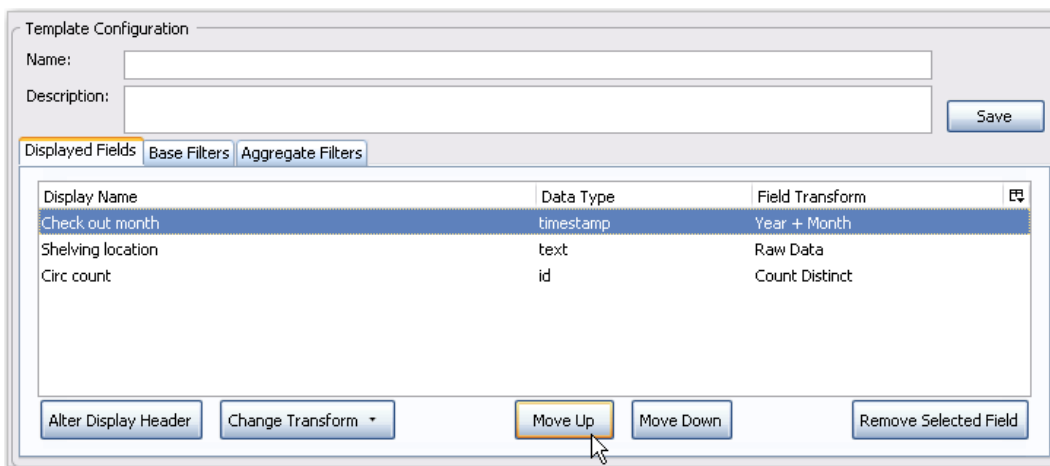 Template Configuration
Name:
Description:
Save
Displayed Fields Base Filters Aggregate Filters
Display Name Data Type Field Transform
Check out month timestamp Year + Month
Shelving location text Raw Data
Circ count id Count Distinct
Alter Display Header Change Transform Move Up Move Down Remove Selected Field